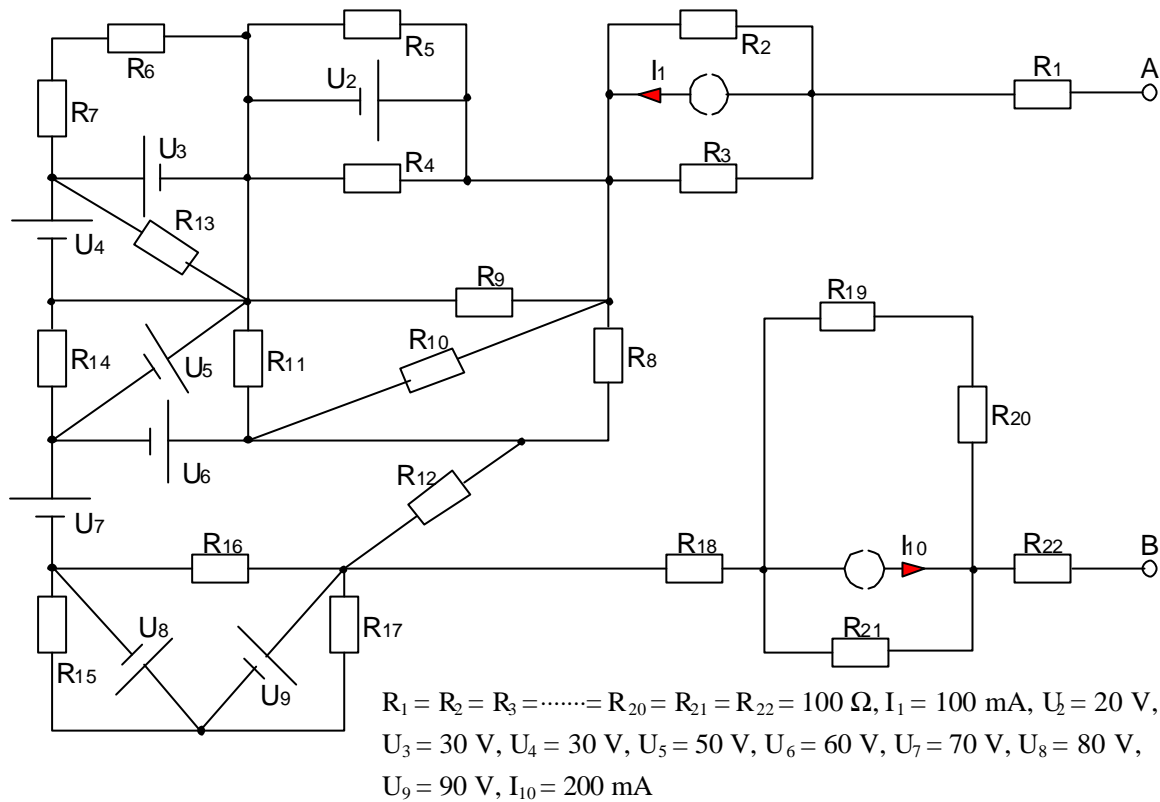 R6
R5
U2
R7
U3
R4
R2
I1
R3
R1
A
R13
U4
R9
R10
R14
U5
R11
R8
R19
U6
R12
R20
U7
R16
R18
I10
R22
B
U8
R15
U9
R17
R21
R1 = R2 = R3 =·······= R20 = R21 = R22 = 100 Ω, I1 = 100 mA, U2 = 20 V,
U3 = 30 V, U4 = 30 V, U5 = 50 V, U6 = 60 V, U7 = 70 V, U8 = 80 V,
U9 = 90 V, I10 = 200 mA